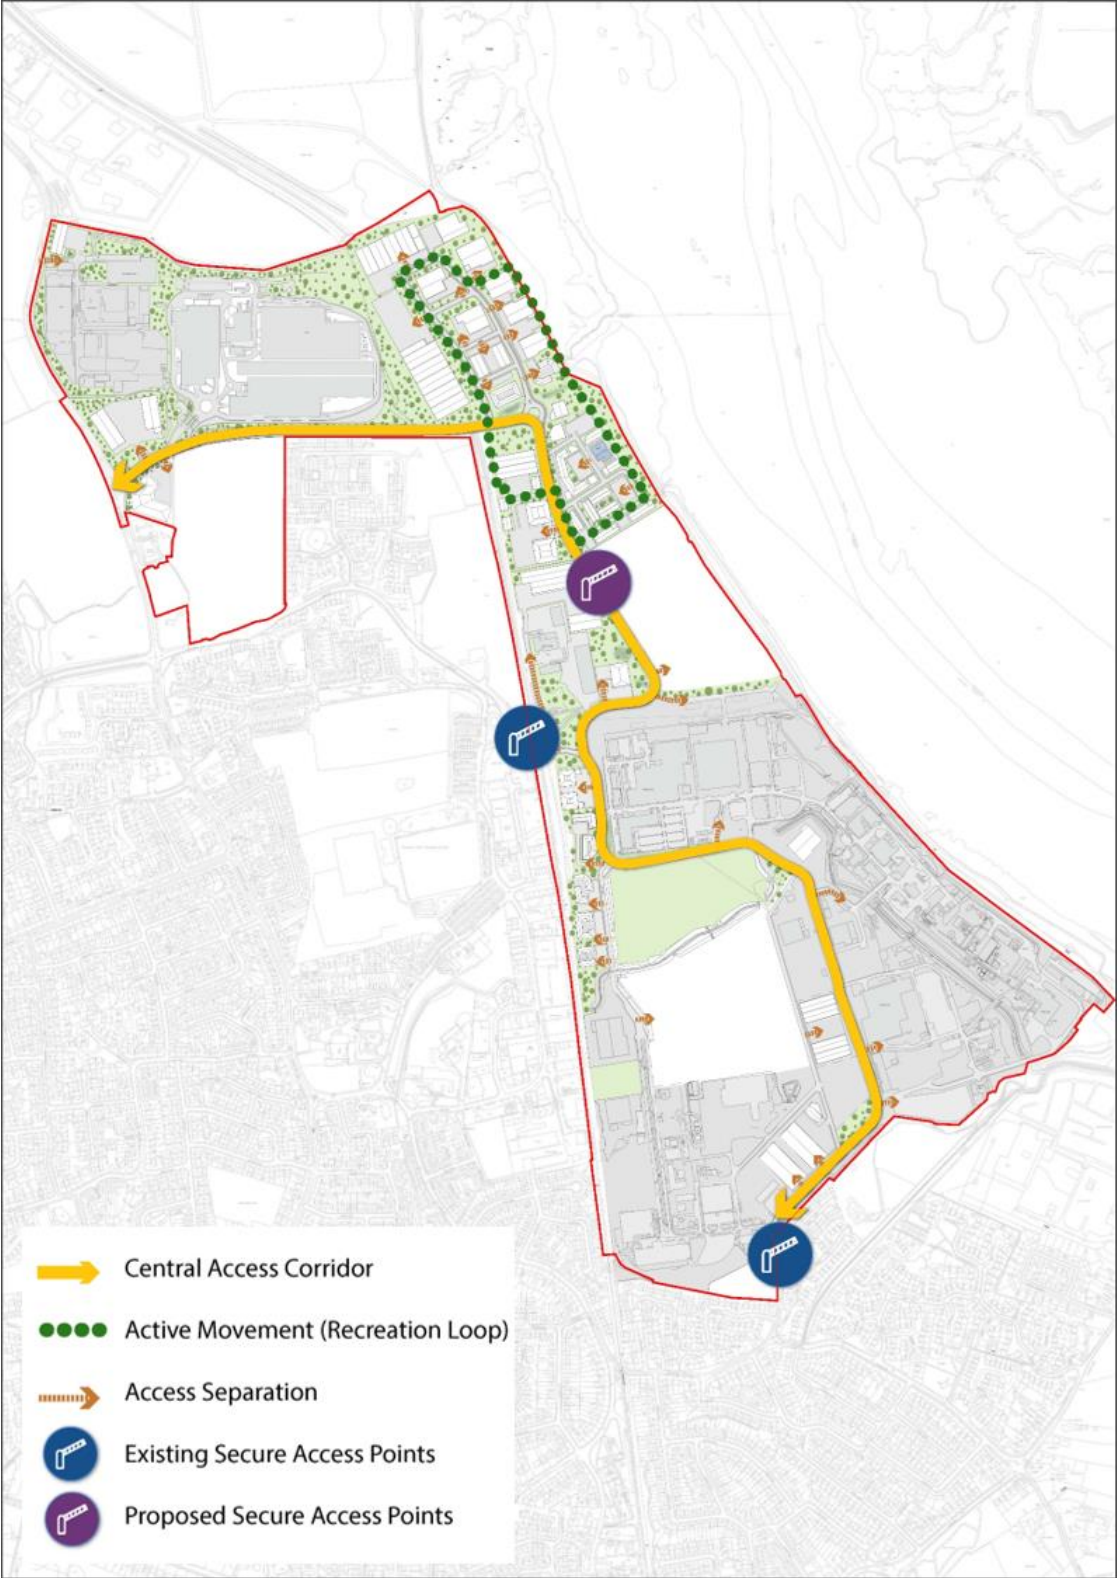 Central Access Corridor
Active Movement (Recreation Loop)
Access Separation
Existing Secure Access Points
Proposed Secure Access Points